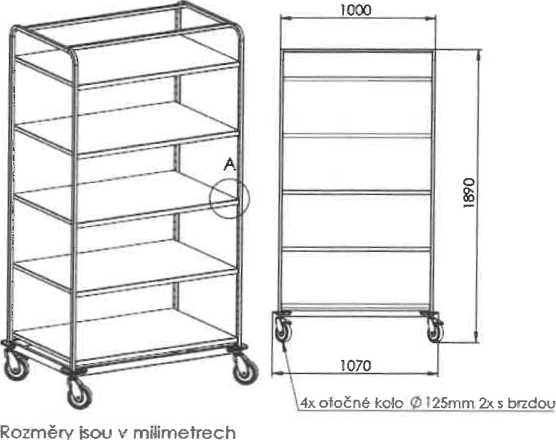 1000
A
1890
1070
4x otočné kolo Ø125mm 2x s brzdou
Rozměry jsou v milimetrech